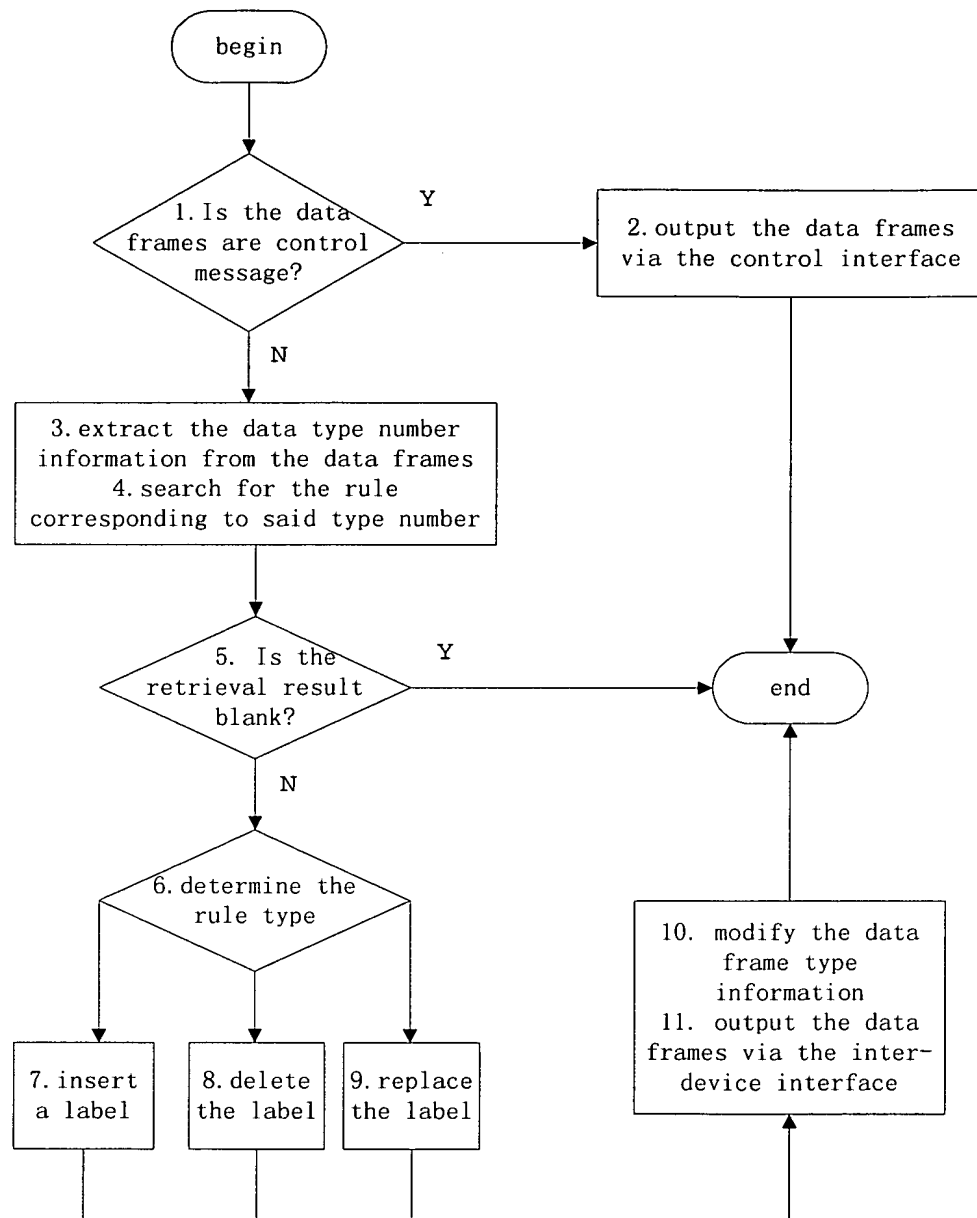 begin
1. Is the data
frames are control
message?
Y
2. output the data frames
via the control interface
N
3. extract the data type number
information from the data frames
4. search for the rule
corresponding to said type number
5. Is the
retrieval result
blank?
Y
end
N
6. determine the
rule type
7. insert
a label
8. delete
the label
9. replace
the label
10. modify the data
frame type
information
11. output the data
frames via the inter-
device interface